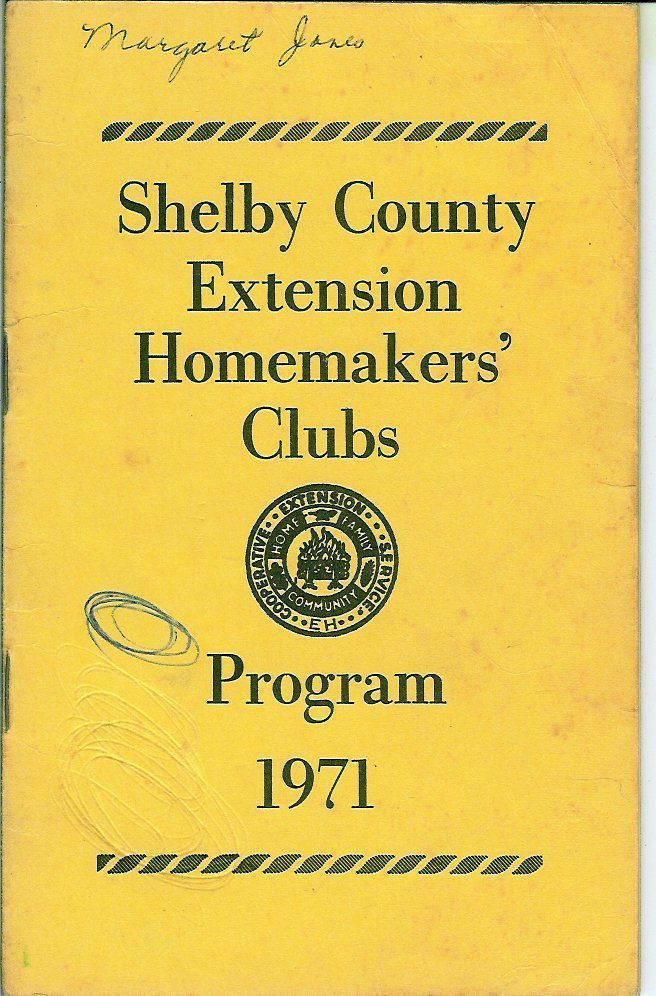 Margaret Jones
Shelby County
Extension
Homemakers'
Clubs
COOPERATIVE EXTENSION SERVICE
HOME FAMILY
COMMUNITY
EH
Program
1971